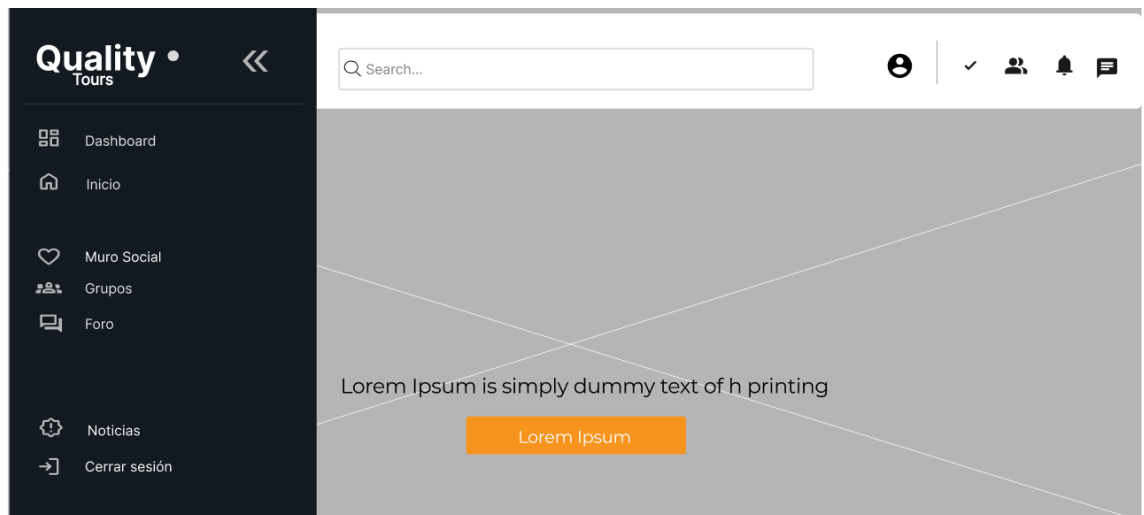 Quality
Tours
Search...
Dashboard
Inicio
Muro Social
Grupos
Foro
Noticias
Cerrar sesión
Lorem Ipsum is simply dummy text of h printing
Lorem Ipsum